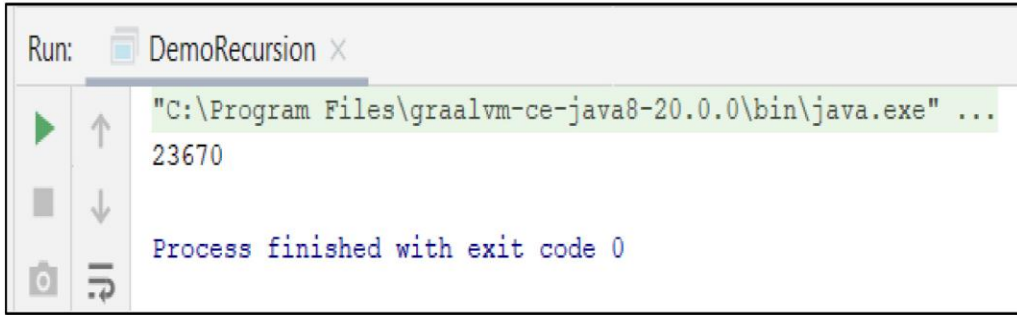 Run: DemoRecursion
"C:\Program Files\graalvm-ce-java8-20.0.0\bin\java.exe" ...
23670
Process finished with exit code 0